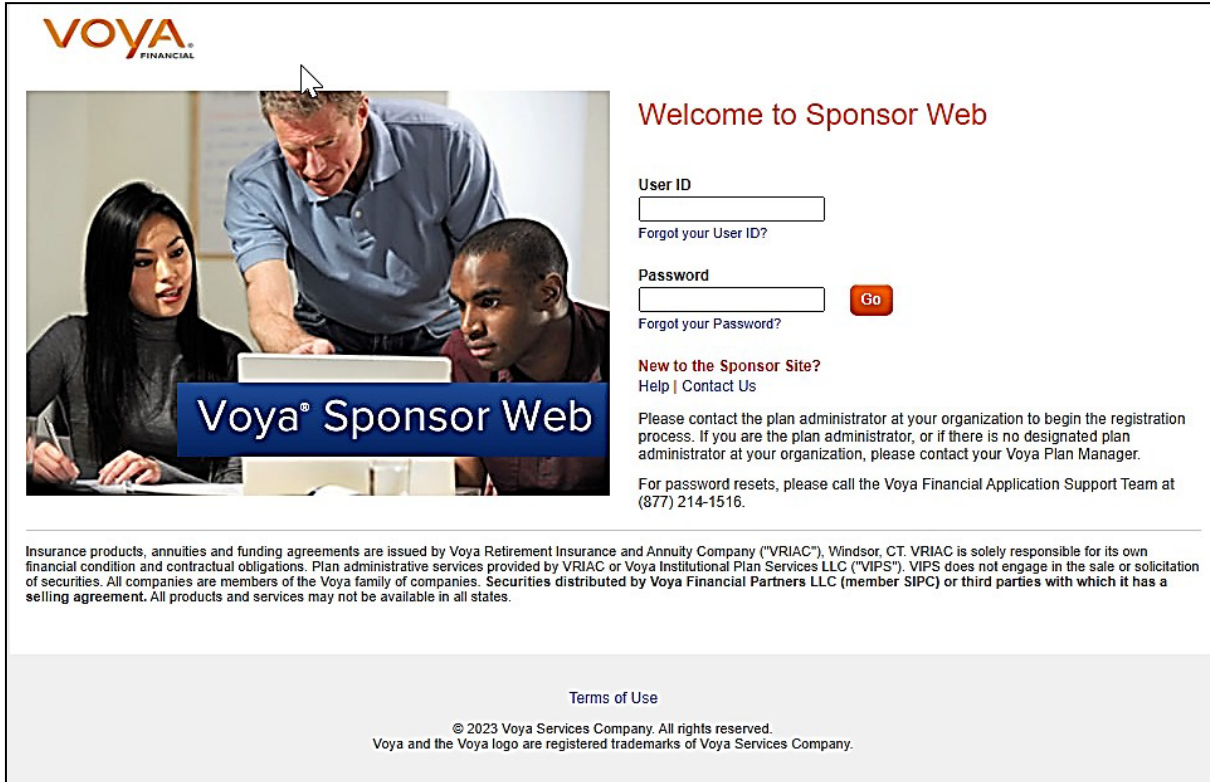 VOYA
FINANCIAL
Welcome to Sponsor Web
User ID
Forgot your User ID?
Password
Go
Forgot your Password?
New to the Sponsor Site?
Help | Contact Us
Voya® Sponsor Web
Please contact the plan administrator at your organization to begin the registration
process. If you are the plan administrator, or if there is no designated plan
administrator at your organization, please contact your Voya Plan Manager.
For password resets, please call the Voya Financial Application Support Team at
(877) 214-1516.
Insurance products, annuities and funding agreements are issued by Voya Retirement Insurance and Annuity Company ("VRIAC"), Windsor, CT. VRIAC is solely responsible for its own
financial condition and contractual obligations. Plan administrative services provided by VRIAC or Voya Institutional Plan Services LLC ("VIPS"). VIPS does not engage in the sale or solicitation
of securities. All companies are members of the Voya family of companies. Securities distributed by Voya Financial Partners LLC (member SIPC) or third parties with which it has a
selling agreement. All products and services may not be available in all states.
Terms of Use
© 2023 Voya Services Company. All rights reserved.
Voya and the Voya logo are registered trademarks of Voya Services Company.